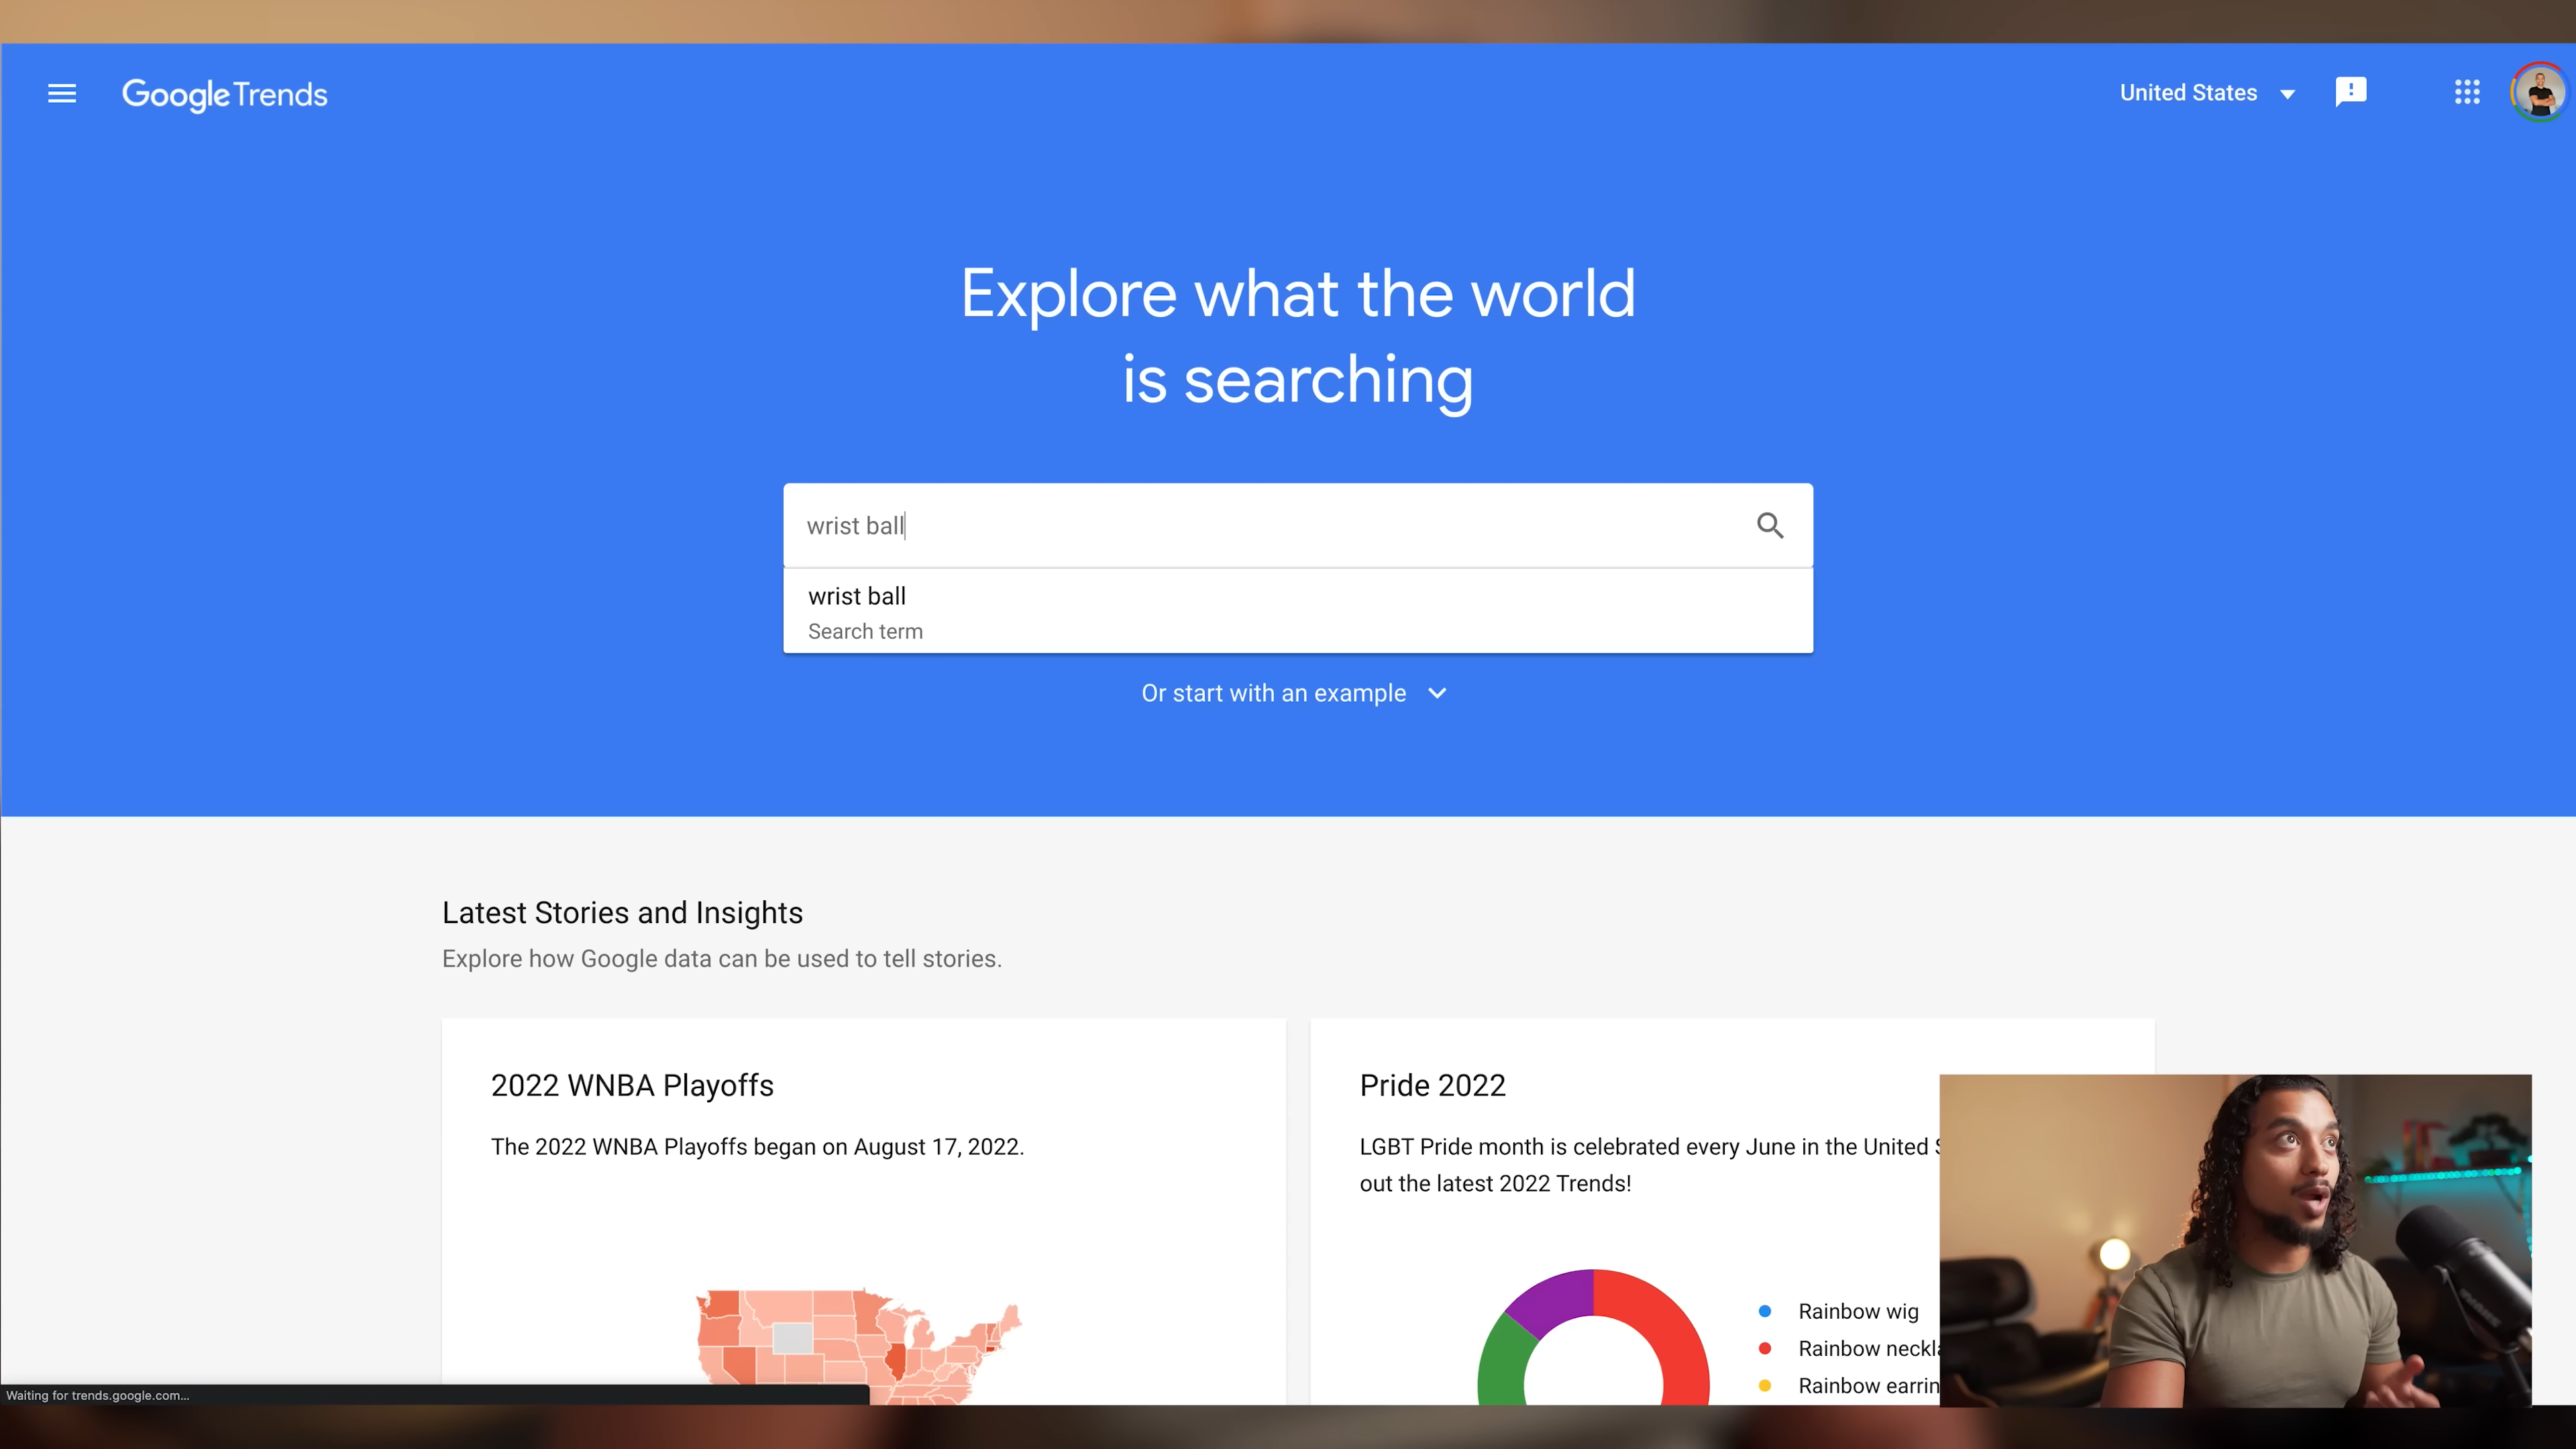 Google Trends
United States
Explore what the world
is searching
wrist ball
wrist ball
Search term
Or start with an example
Latest Stories and Insights
Explore how Google data can be used to tell stories.
2022 WNBA Playoffs
The 2022 WNBA Playoffs began on August 17, 2022.
Pride 2022
LGBT Pride month is celebrated every June in the United
out the latest 2022 Trends!
Rainbow wig
Rainbow
Rainbow
Waiting for trends.google.com...